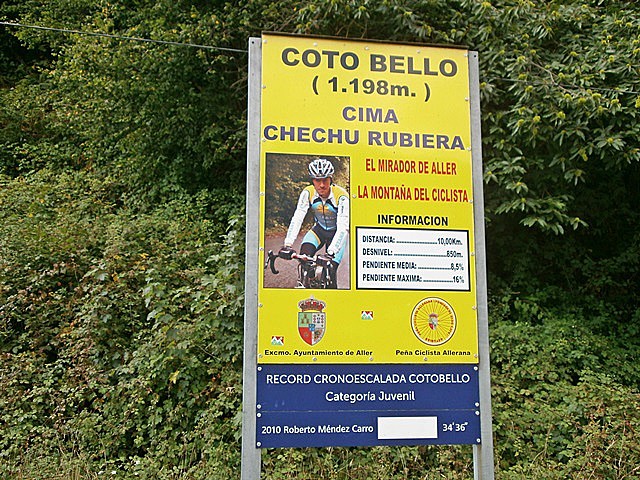 COTO BELLO
( 1.198m. )
CIMA
CHECHU RUBIERA
EL MIRADOR DE ALLER
LA MONTAÑA DEL CICLISTA
INFORMACION
DISTANCIA: ........................10,00Km.
DESNIVEL: ............................850m.
PENDIENTE MEDIA: ................8,5%
PENDIENTE MAXIMA: ..............16%
Excmo. Ayuntamiento de Aller
Peña Ciclista Allerana
RECORD CRONOESCALADA COTOBELLO
Categoría Juvenil
2010 Roberto Méndez Carro 34'36"